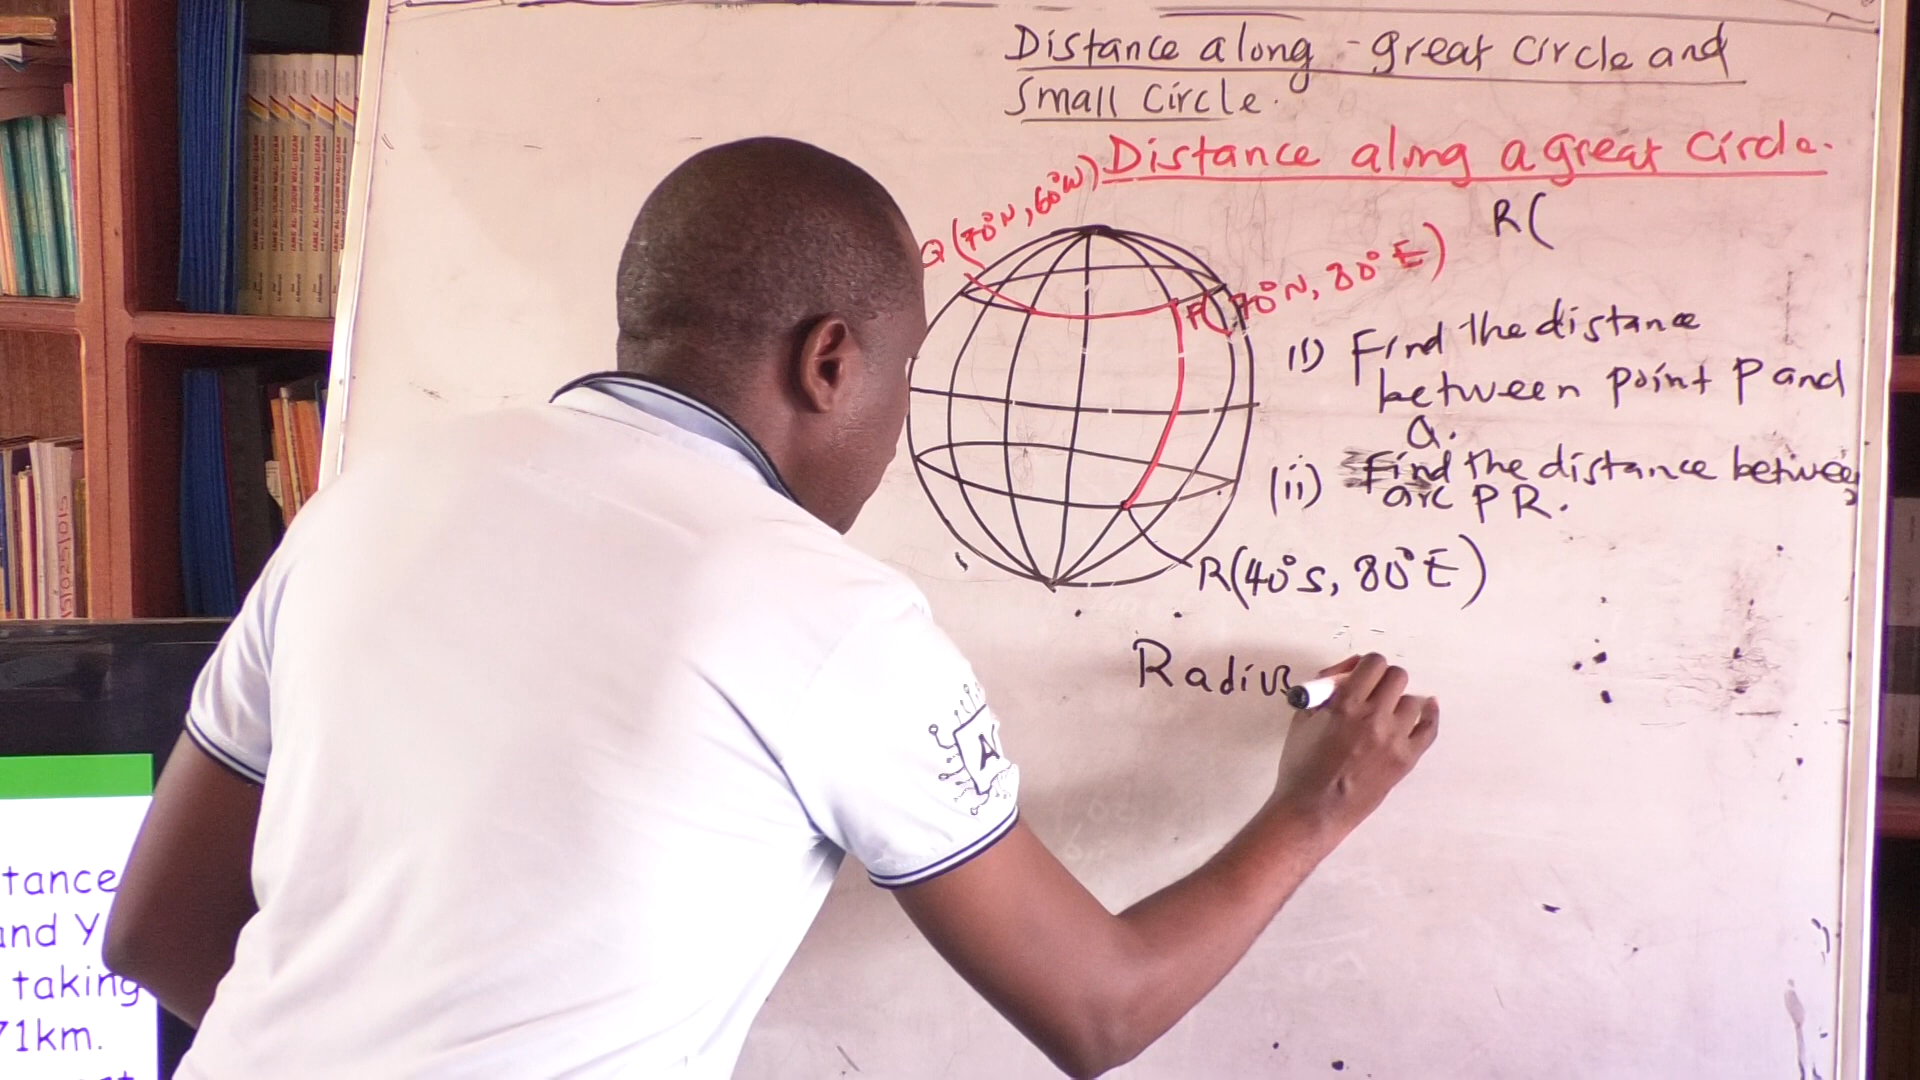 Distance along - great Circle and
Small Circle.
Distance along a great Circle.
Q (70°N, 60°W)
R(
P(70°N, 80°E)
(i) Find the distance
between point P and
Q.
(ii) Find the distance between
arc PR.
R(40°S, 80°E)
Radius
A
tance
and Y
taking
71km.